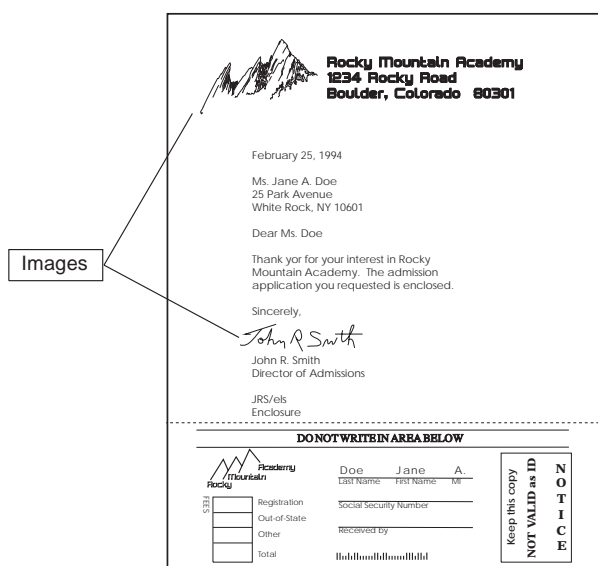 Rocky Mountain Academy
1234 Rocky Road
Boulder, Colorado 80301
February 25, 1994
Ms. Jane A. Doe
25 Park Avenue
White Rock, NY 10601
Dear Ms. Doe
Images
Thank yor for your interest in Rocky
Mountain Academy. The admission
application you requested is enclosed.
Sincerely,
John R Smith
John R. Smith
Director of Admissions
JRS/els
Enclosure
DO NOT WRITE IN AREA BELOW
Academy
Mountain
Rocky
FEES
Registration
Out-of-State
Other
Total
Doe Jane A.
Last Name First Name MI
Social Security Number
Received by
Keep this copy
NOT VALID as ID
NOTICE